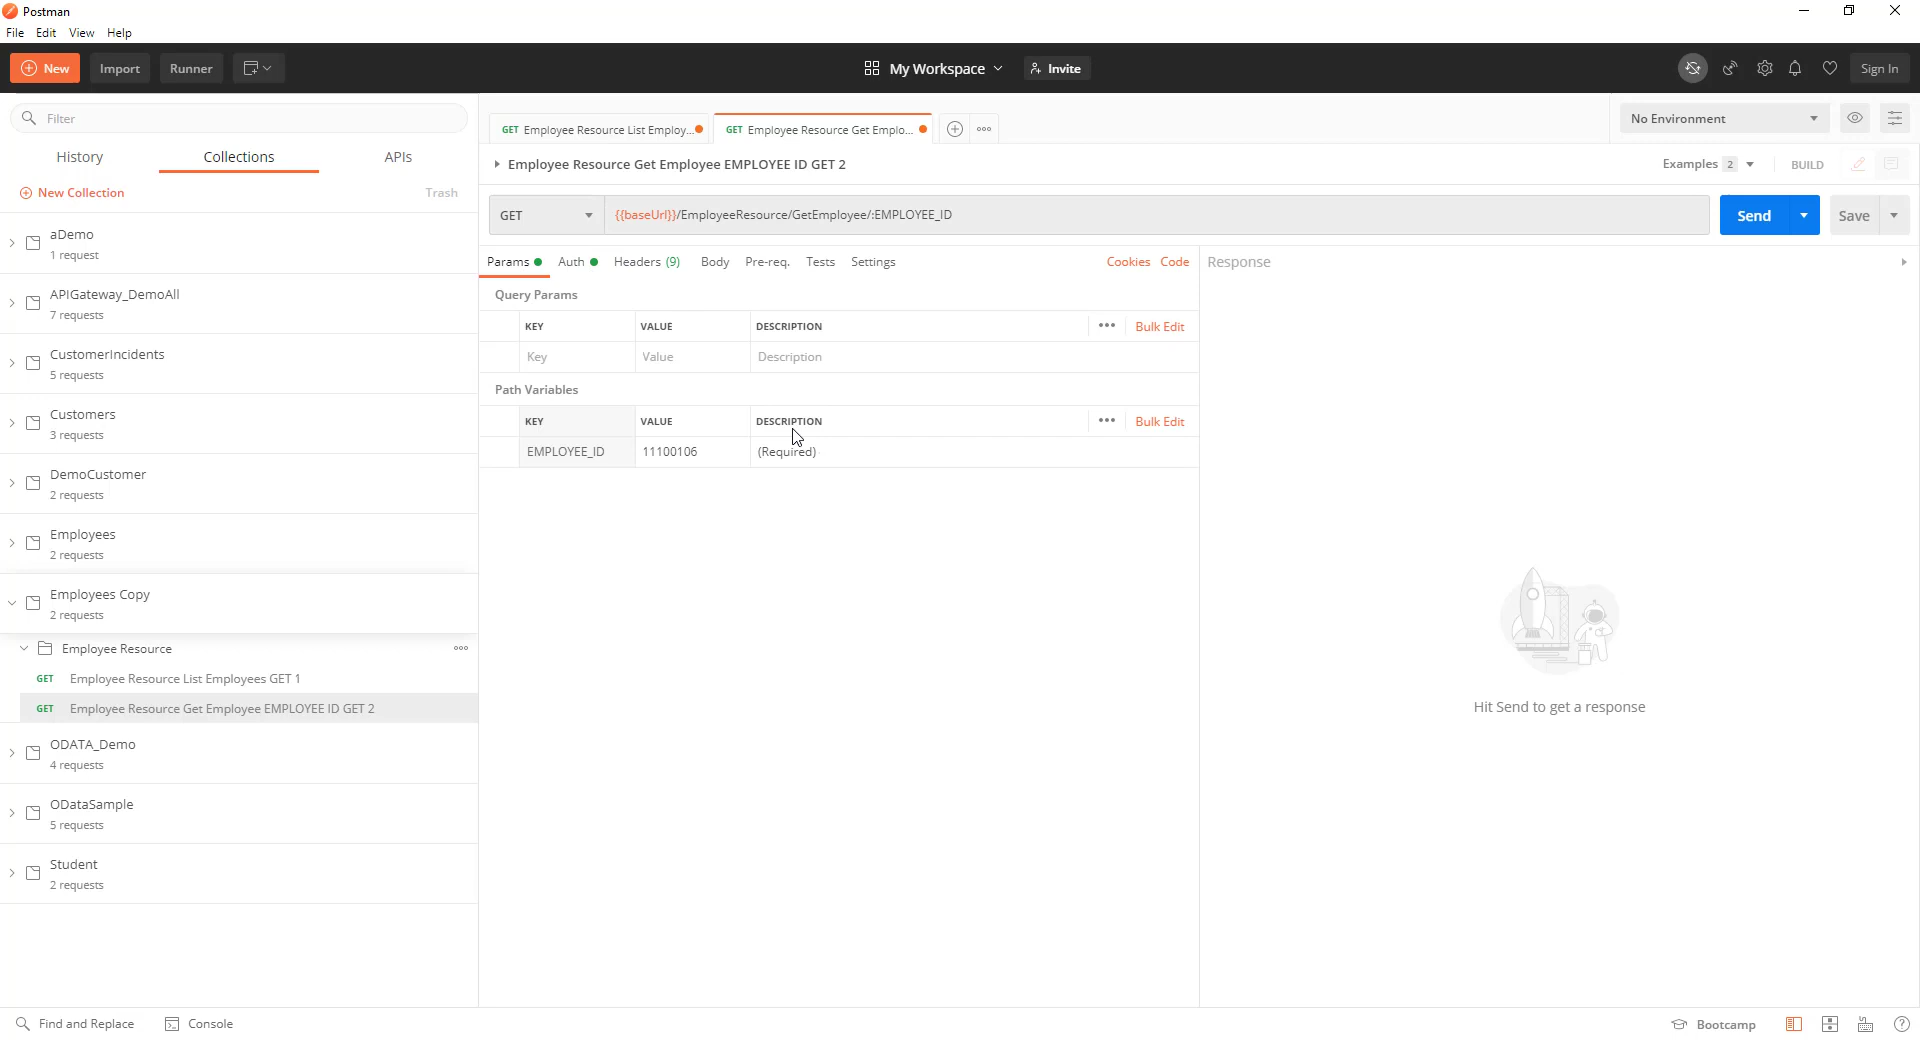 Postman
File Edit View Help
New Import Runner My Workspace Invite Sign In
Filter
History Collections APIs
New Collection Trash
aDemo
1 request
APIGateway_DemoAll
7 requests
CustomerIncidents
5 requests
Customers
3 requests
DemoCustomer
2 requests
Employees
2 requests
Employees Copy
2 requests
Employee Resource
GET Employee Resource List Employees GET 1
GET Employee Resource Get Employee EMPLOYEE ID GET 2
ODATA_Demo
4 requests
ODataSample
5 requests
Student
2 requests
GET Employee Resource List Employ... GET Employee Resource Get Emplo... No Environment
Employee Resource Get Employee EMPLOYEE ID GET 2 Examples 2 BUILD
GET {{baseUrl}}/EmployeeResource/GetEmployee/:EMPLOYEE_ID Send Save
Params Auth Headers (9) Body Pre-req. Tests Settings Cookies Code
Query Params
KEY VALUE DESCRIPTION Bulk Edit
Key Value Description
Path Variables
KEY VALUE DESCRIPTION Bulk Edit
EMPLOYEE_ID 11100106 (Required)
Response
Hit Send to get a response
Find and Replace Console Bootcamp